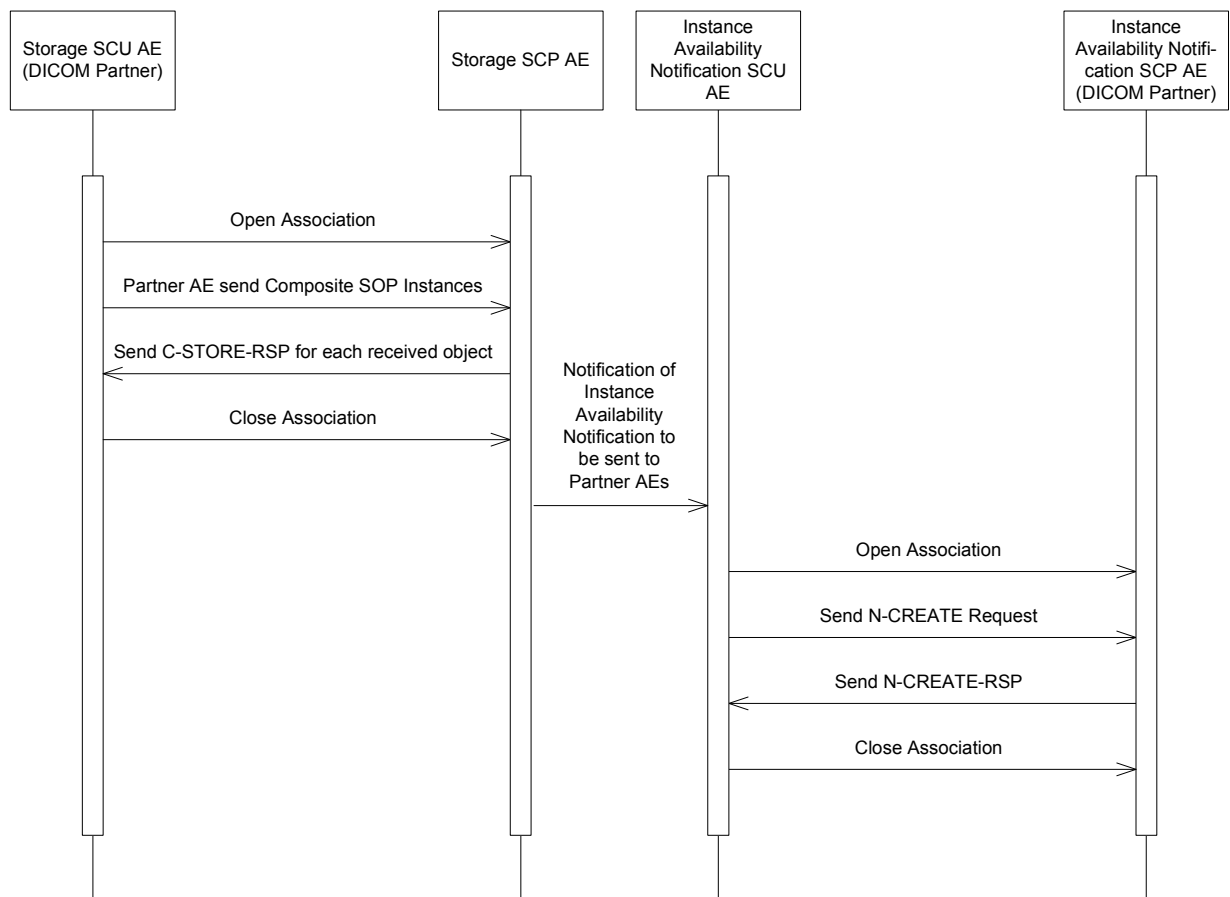 Storage SCU AE
(DICOM Partner)
Storage SCP AE
Instance
Availability
Notification SCU
AE
Instance
Availability Notifi-
cation SCP AE
(DICOM Partner)
Open Association
Partner AE send Composite SOP Instances
Send C-STORE-RSP for each received object
Close Association
Notification of
Instance
Availability
Notification to
be sent to
Partner AEs
Open Association
Send N-CREATE Request
Send N-CREATE-RSP
Close Association